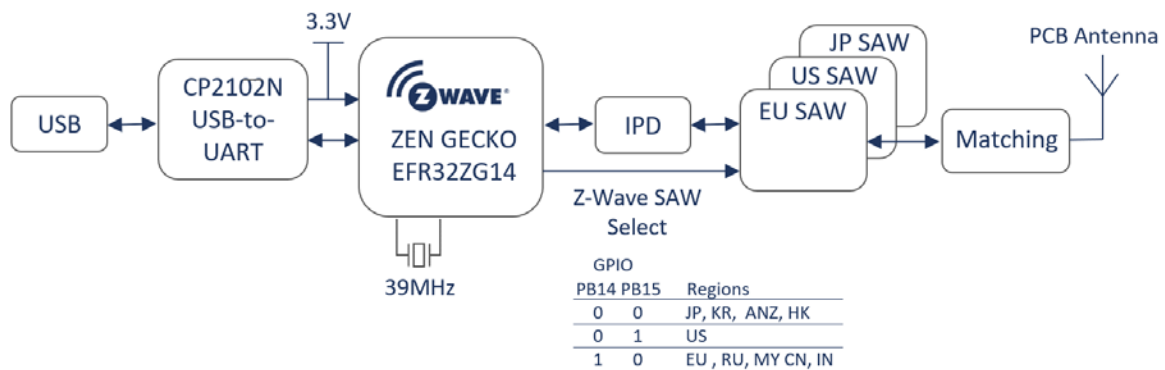 3.3V
JP SAW
PCB Antenna
US SAW
CP2102N
USB-to-
UART
Z WAVE®
EU SAW
USB
ZEN GECKO
EFR32ZG14
IPD
Matching
Z-Wave SAW
Select
39MHz
GPIO
PB14 PB15 Regions
0 0 JP, KR, ANZ, HK
0 1 US
1 0 EU , RU, MY CN, IN